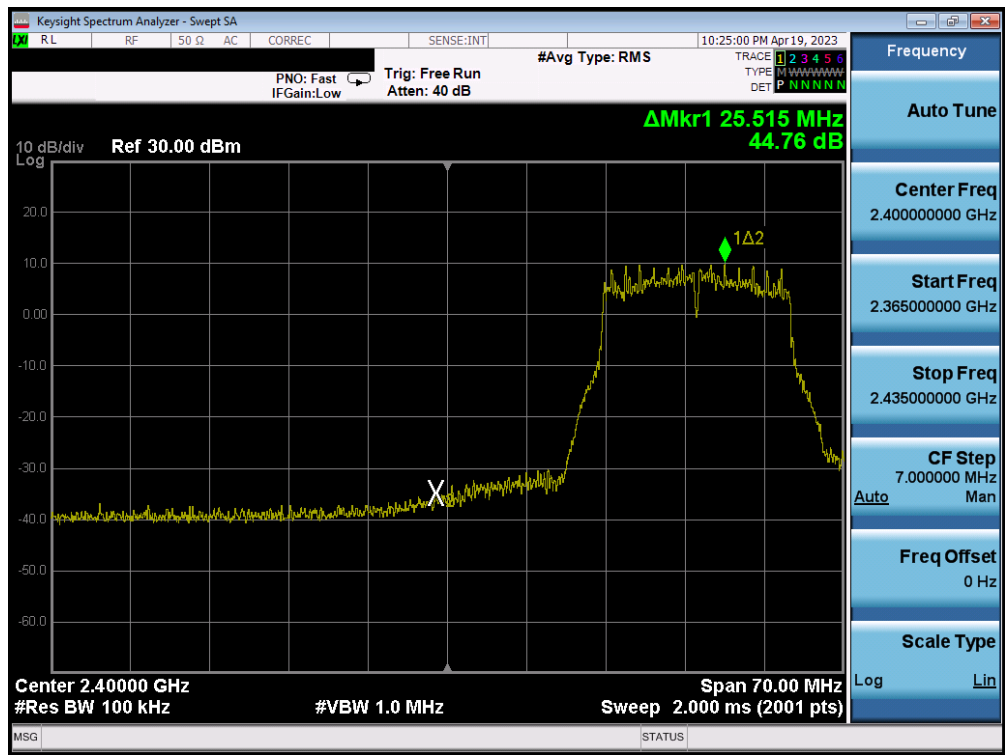 Keysight Spectrum Analyzer - Swept SA
LXI RL RF 50 Ω AC CORREC SENSE:INT 10:25:00 PM Apr 19, 2023
PNO: Fast
IFGain:Low
Trig: Free Run
Atten: 40 dB
#Avg Type: RMS
TRACE 1 2 3 4 5 6
TYPE M WWWWW
DET P N N N N N
ΔMkr1 25.515 MHz
44.76 dB
10 dB/div Ref 30.00 dBm
Log
20.0
10.0
0.00
-10.0
-20.0
-30.0
-40.0
-50.0
-60.0
1Δ2
X
Center 2.40000 GHz Span 70.00 MHz
#Res BW 100 kHz #VBW 1.0 MHz Sweep 2.000 ms (2001 pts)
MSG STATUS
Frequency
Auto Tune
Center Freq
2.400000000 GHz
Start Freq
2.365000000 GHz
Stop Freq
2.435000000 GHz
CF Step
7.000000 MHz
Auto Man
Freq Offset
0 Hz
Scale Type
Log Lin